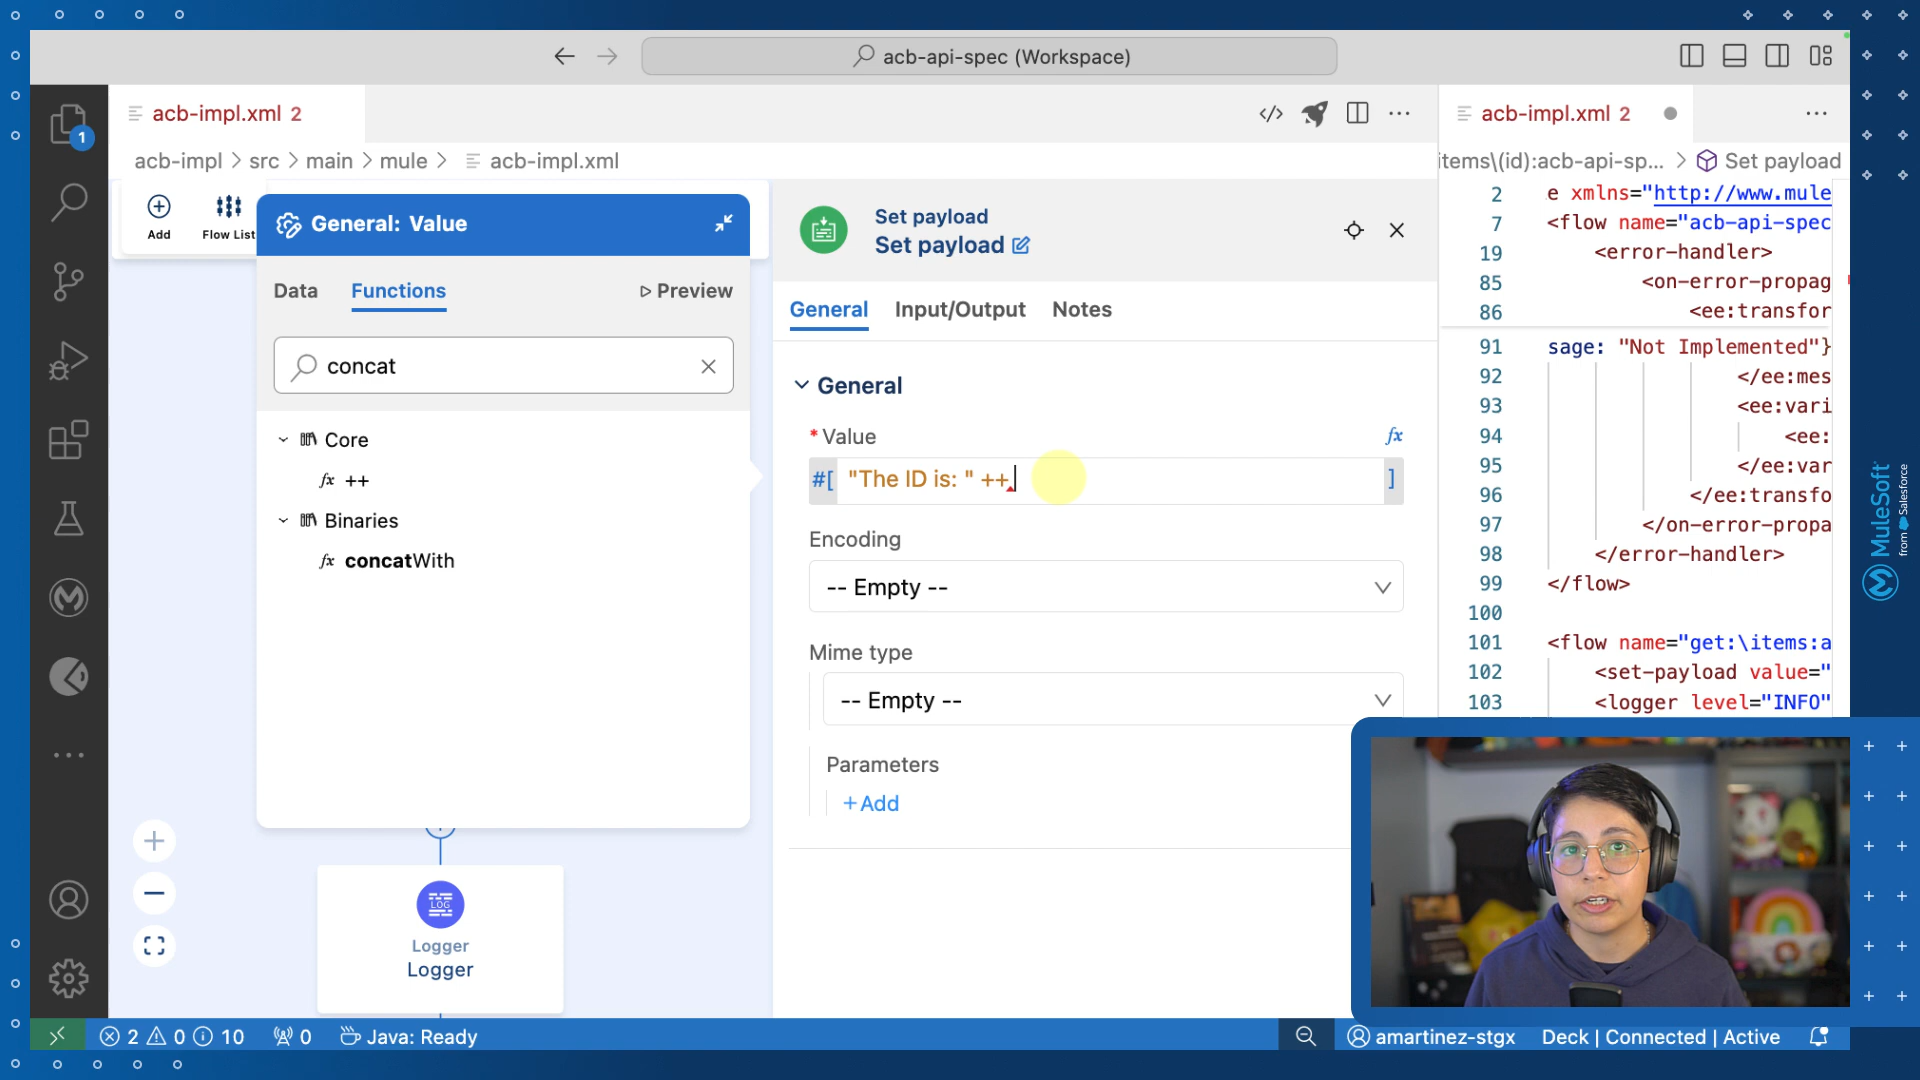 acb-api-spec (Workspace)
acb-impl.xml 2
acb-impl.xml 2
acb-impl > src > main > mule > acb-impl.xml
items\(id):acb-api-sp... > Set payload
Add
Flow List
General: Value
Data
Functions
Preview
concat
Core
fx ++
Binaries
fx concatWith
Logger
Logger
LOG
Set payload
Set payload
General
Input/Output
Notes
General
* Value
fx
#[ "The ID is: " ++ ]
Encoding
-- Empty --
Mime type
-- Empty --
Parameters
+ Add
2 e xmlns="http://www.mule
7 <flow name="acb-api-spec
19 <error-handler>
85 <on-error-propag
86 <ee:transfor
91 sage: "Not Implemented"}
92 </ee:mes
93 <ee:vari
94 <ee:
95 </ee:var
96 </ee:transfo
97 </on-error-propa
98 </error-handler>
99 </flow>
100
101 <flow name="get:\items:a
102 <set-payload value="
103 <logger level="INFO"
1
2 0 10 0 Java: Ready
amartinez-stgx
Deck | Connected | Active
MuleSoft
from Salesforce